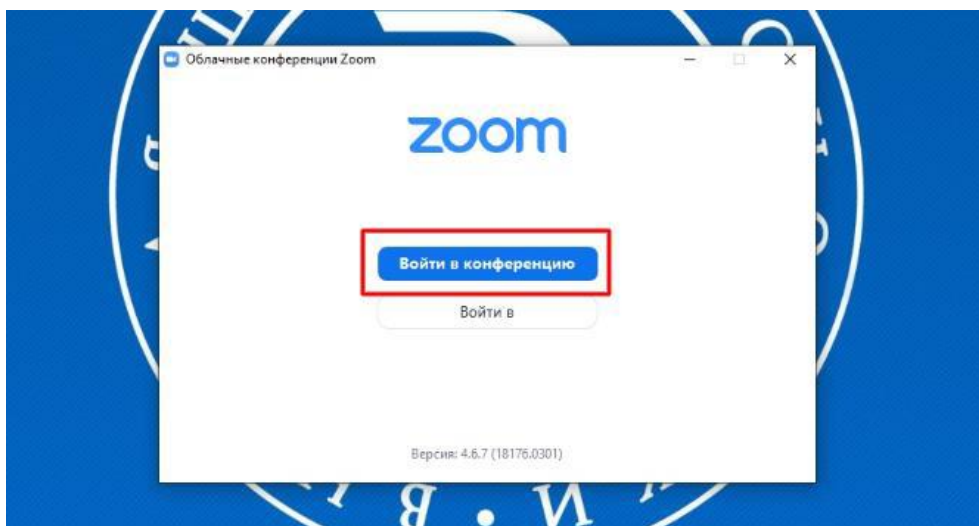 Облачные конференции Zoom
zoom
Войти в конференцию
Войти в
Версия: 4.6.7 (18176.0301)